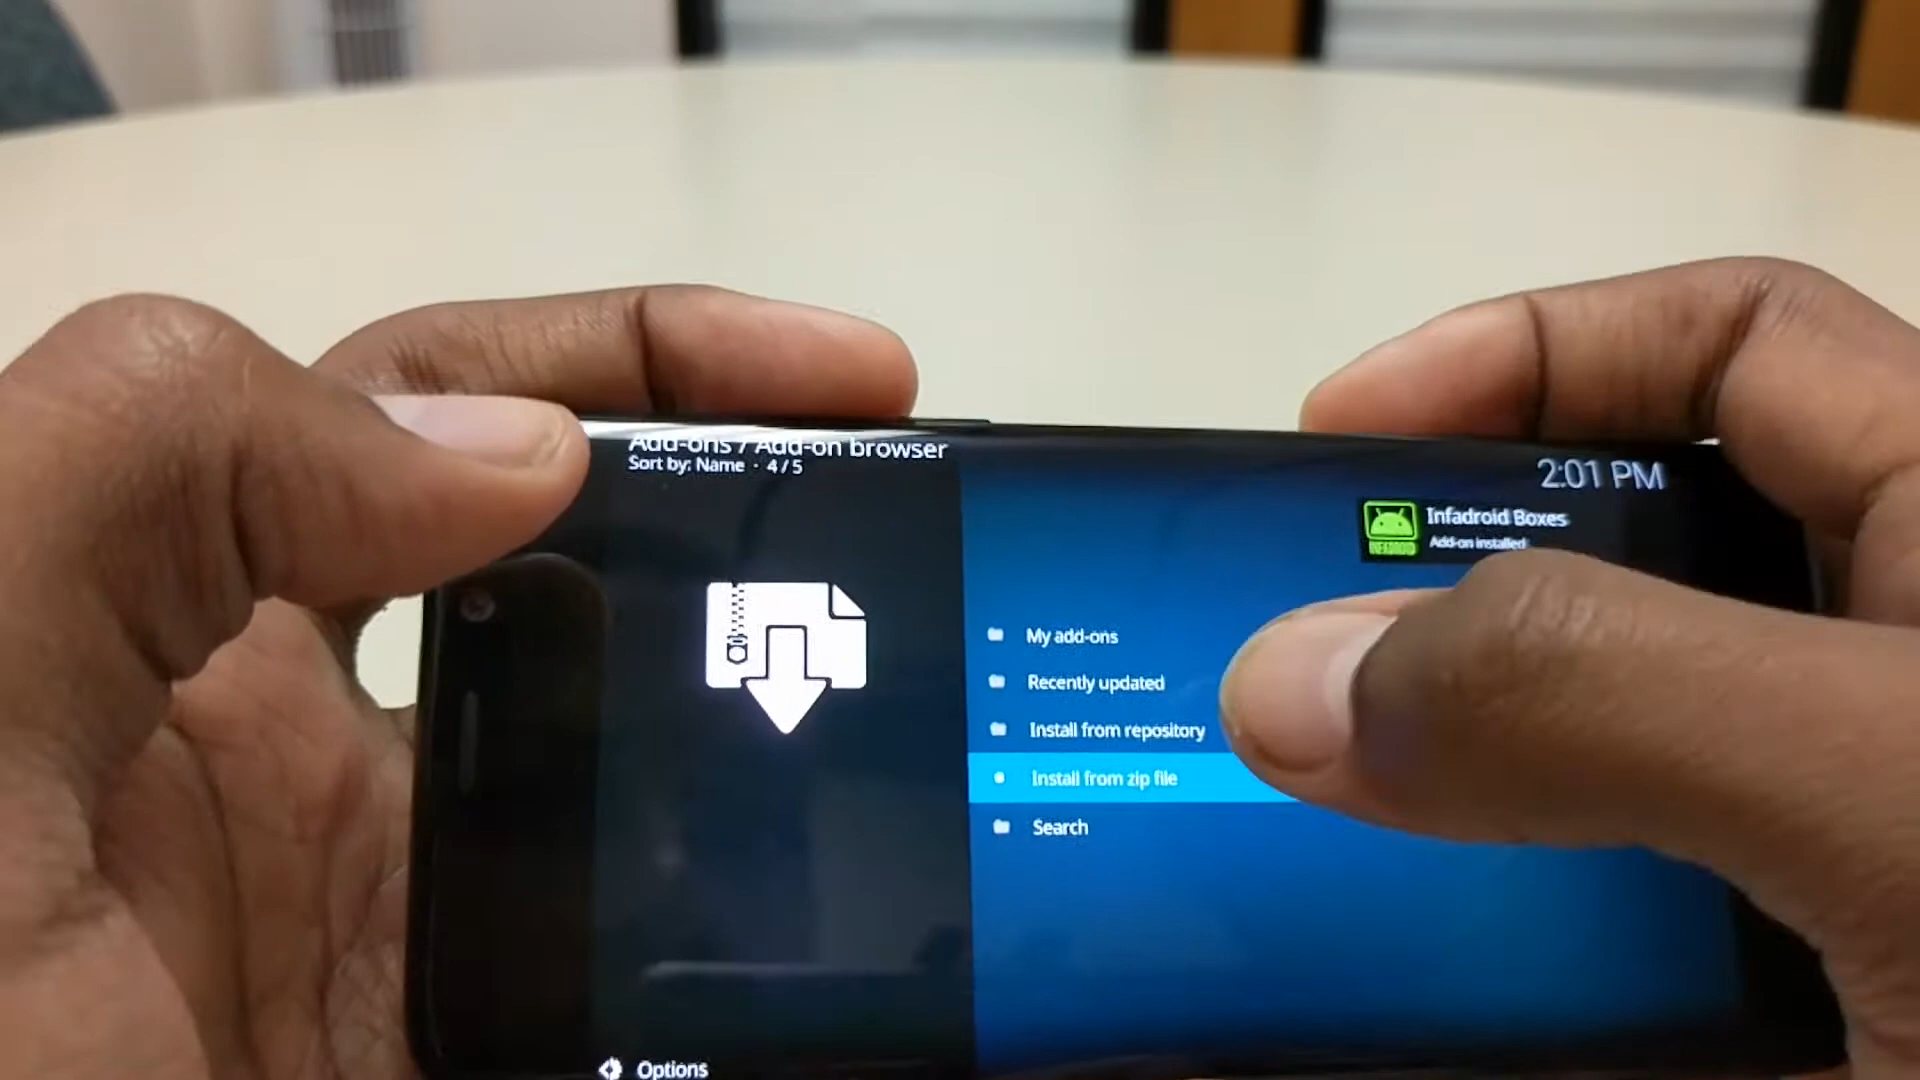 Add-ons / Add-on browser
Sort by: Name · 4 / 5
2:01 PM
Infadroid Boxes
Add-on installed
INFADROID
My add-ons
Recently updated
Install from repository
Install from zip file
Search
Options